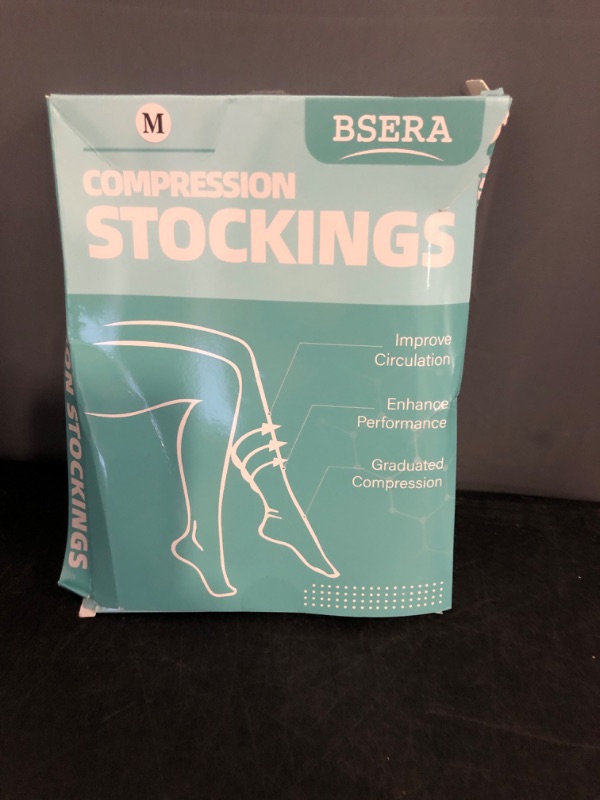 M
BSERA
COMPRESSION
STOCKINGS
Improve
Circulation
Enhance
Performance
Graduated
Compression
ON STOCKINGS